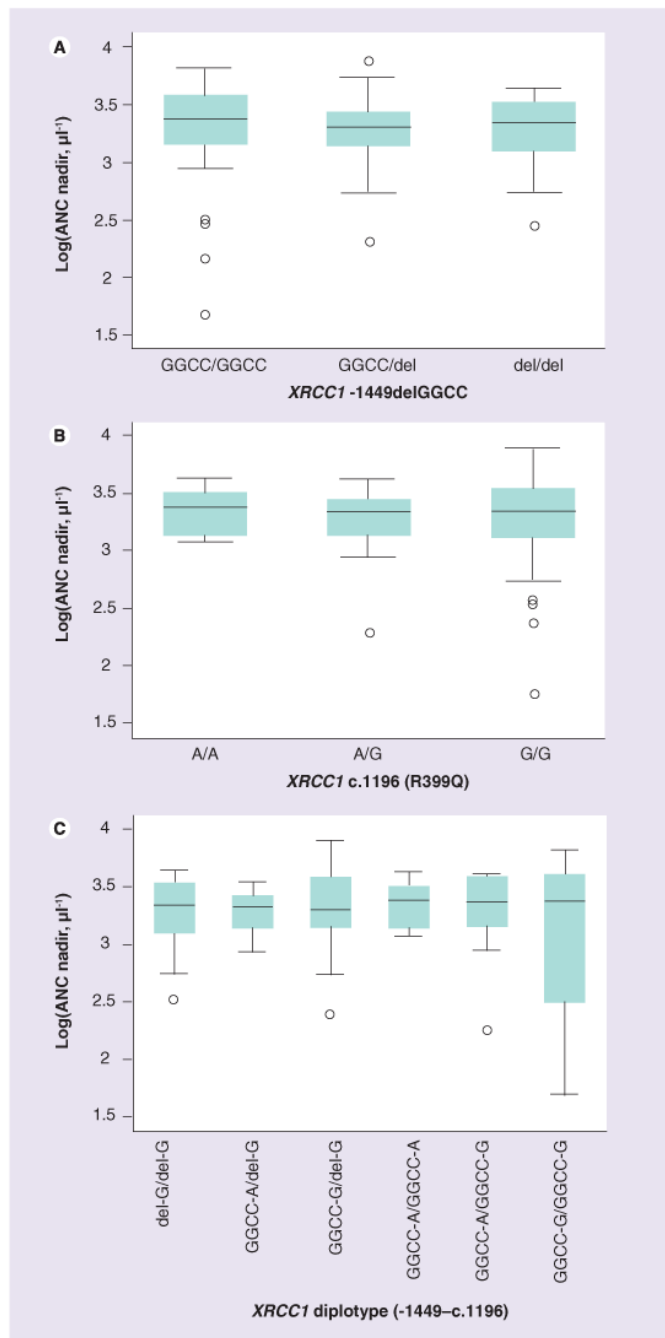 A
Log(ANC nadir, µl⁻¹)
4
3.5
3
2.5
2
1.5
GGCC/GGCC GGCC/del del/del
XRCC1 -1449delGGCC
B
Log(ANC nadir, µl⁻¹)
4
3.5
3
2.5
2
1.5
A/A A/G G/G
XRCC1 c.1196 (R399Q)
C
Log(ANC nadir, µl⁻¹)
4
3.5
3
2.5
2
1.5
del-G/del-G
GGCC-A/del-G
GGCC-G/del-G
GGCC-A/GGCC-A
GGCC-A/GGCC-G
GGCC-G/GGCC-G
XRCC1 diplotype (-1449–c.1196)